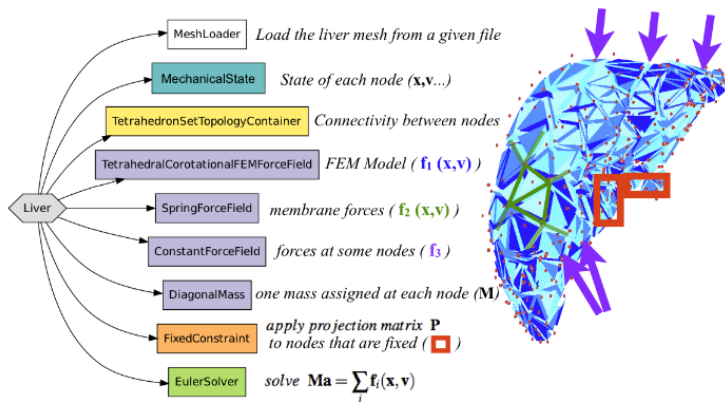 MeshLoader Load the liver mesh from a given file
MechanicalState State of each node (x,v...)
TetrahedronSetTopologyContainer Connectivity between nodes
TetrahedralCorotationalFEMForceField FEM Model ( f₁ (x,v) )
Liver SpringForceField membrane forces ( f₂ (x,v) )
ConstantForceField forces at some nodes ( f₃ )
DiagonalMass one mass assigned at each node (M)
FixedConstraint apply projection matrix P
to nodes that are fixed ( )
EulerSolver solve Ma = ∑ᵢ fᵢ(x, v)